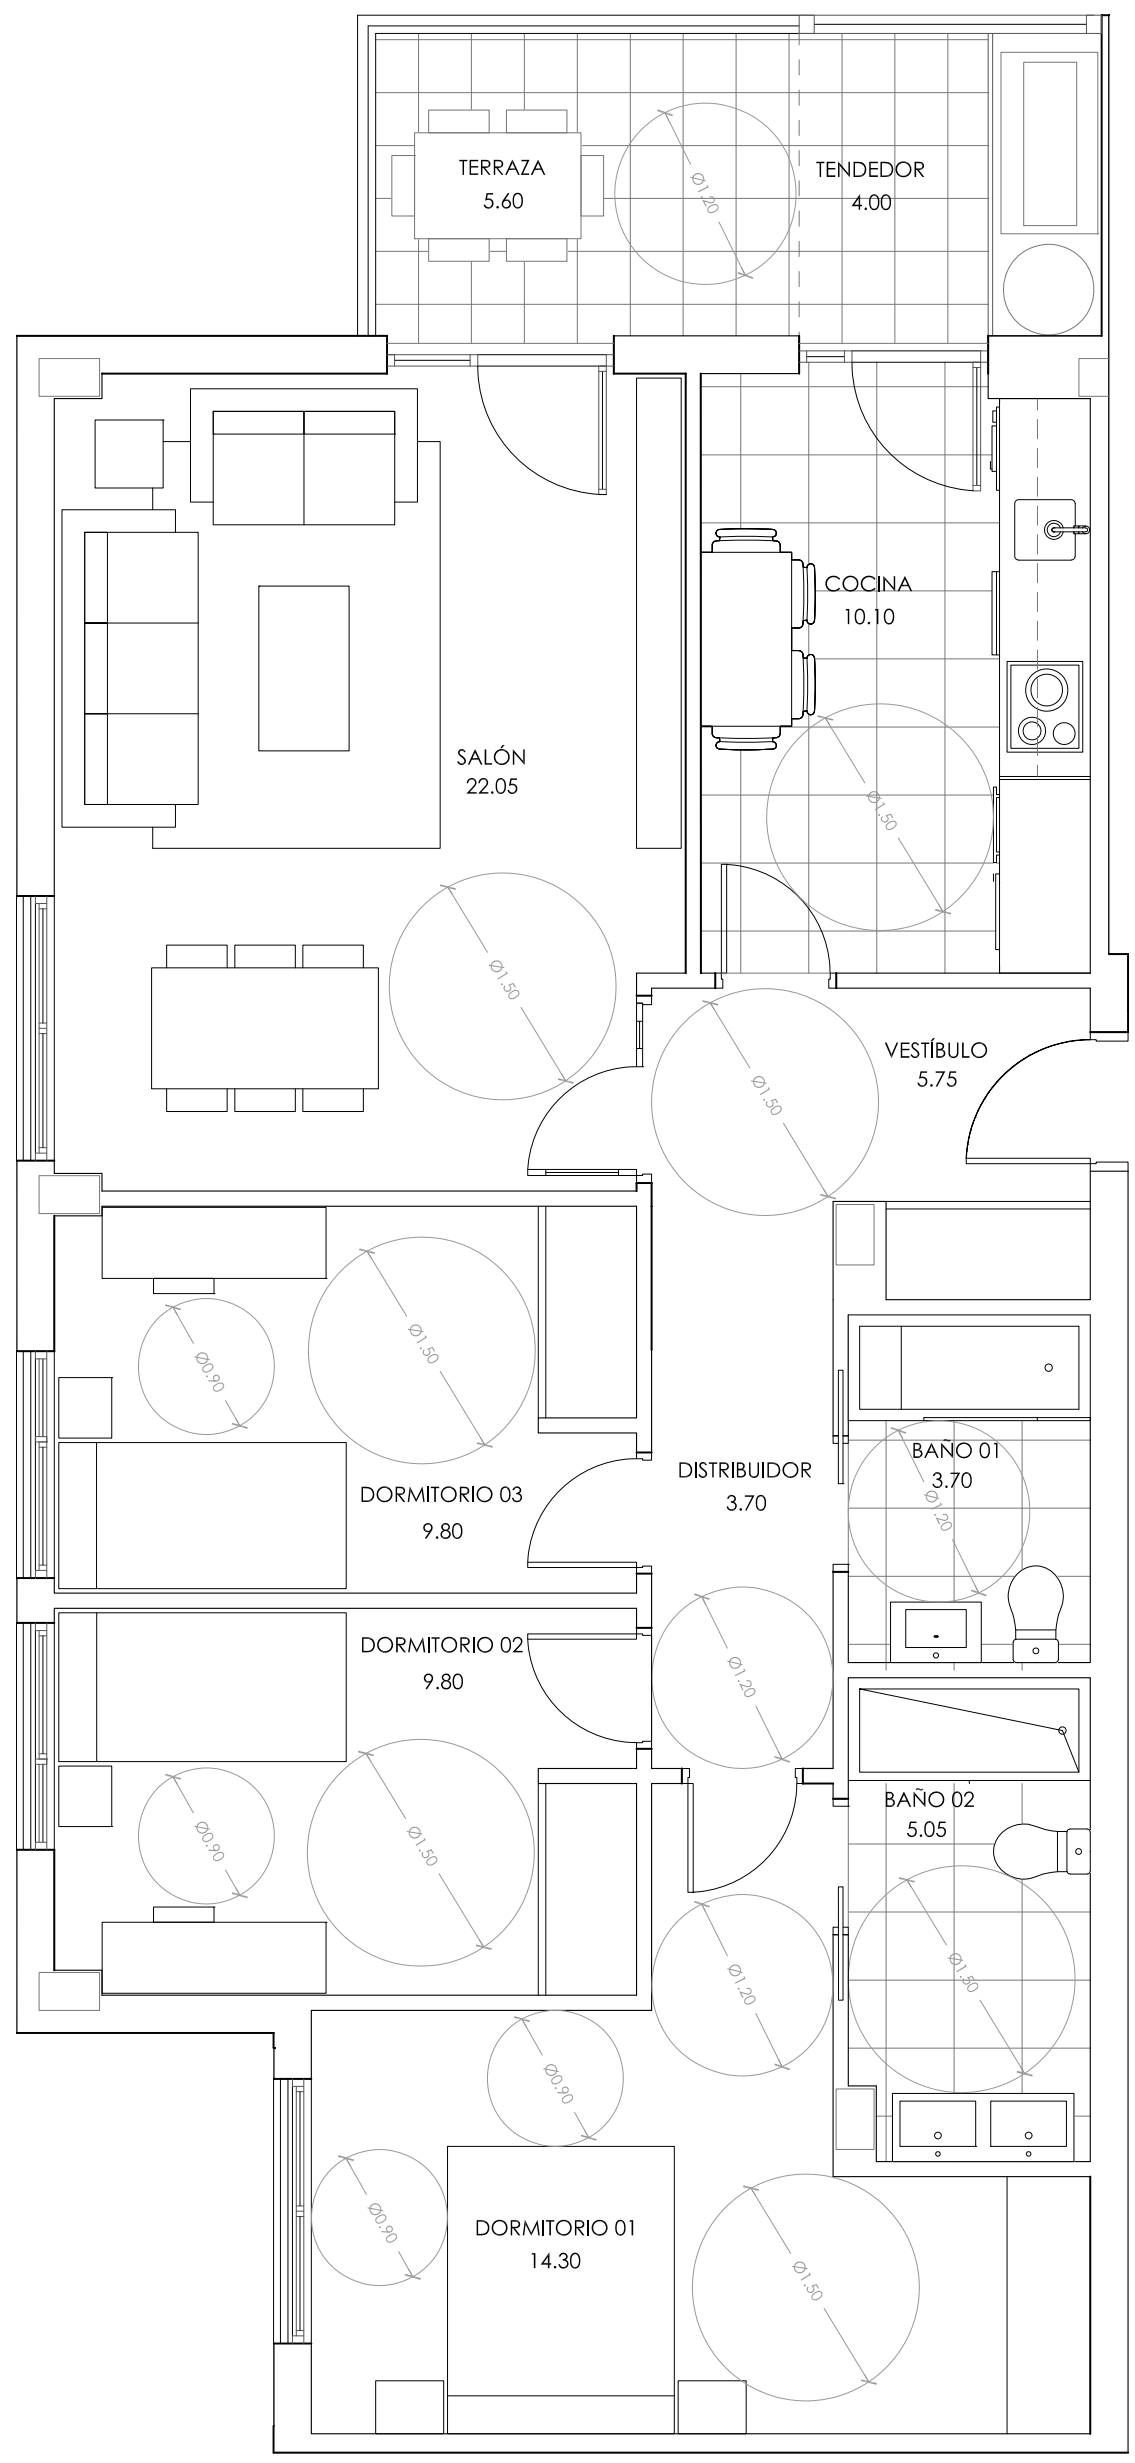 TERRAZA
5.60
Ø1.20
TENDEDOR
4.00
COCINA
10.10
Ø1.50
SALÓN
22.05
Ø1.50
VESTÍBULO
5.75
Ø1.50
Ø1.50
Ø0.90
DORMITORIO 03
9.80
DISTRIBUIDOR
3.70
BAÑO 01
3.70
Ø1.20
DORMITORIO 02
9.80
Ø1.20
Ø0.90
Ø1.50
BAÑO 02
5.05
Ø1.50
Ø1.20
Ø0.90
Ø0.90
DORMITORIO 01
14.30
Ø1.50